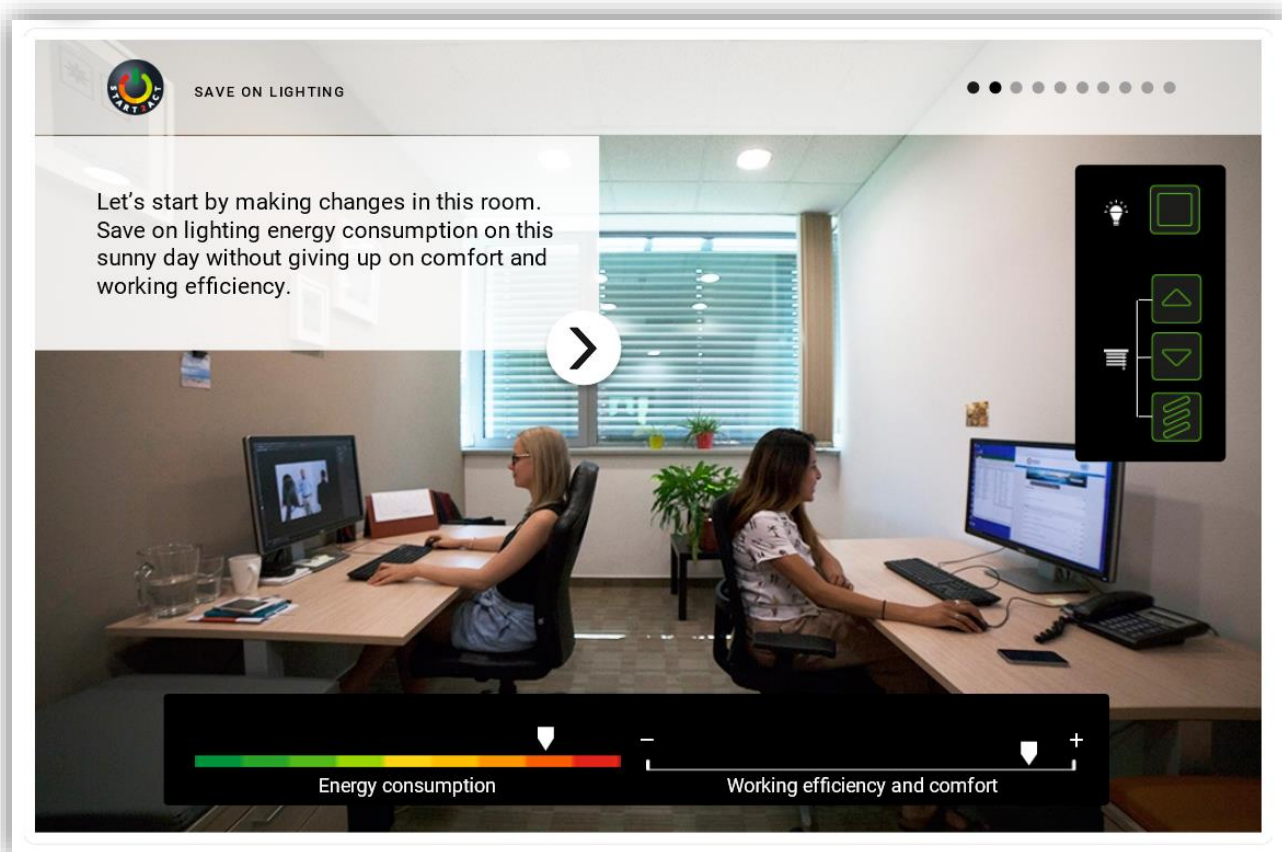 START2ACT
SAVE ON LIGHTING
Let's start by making changes in this room.
Save on lighting energy consumption on this
sunny day without giving up on comfort and
working efficiency.
Energy consumption
− +
Working efficiency and comfort